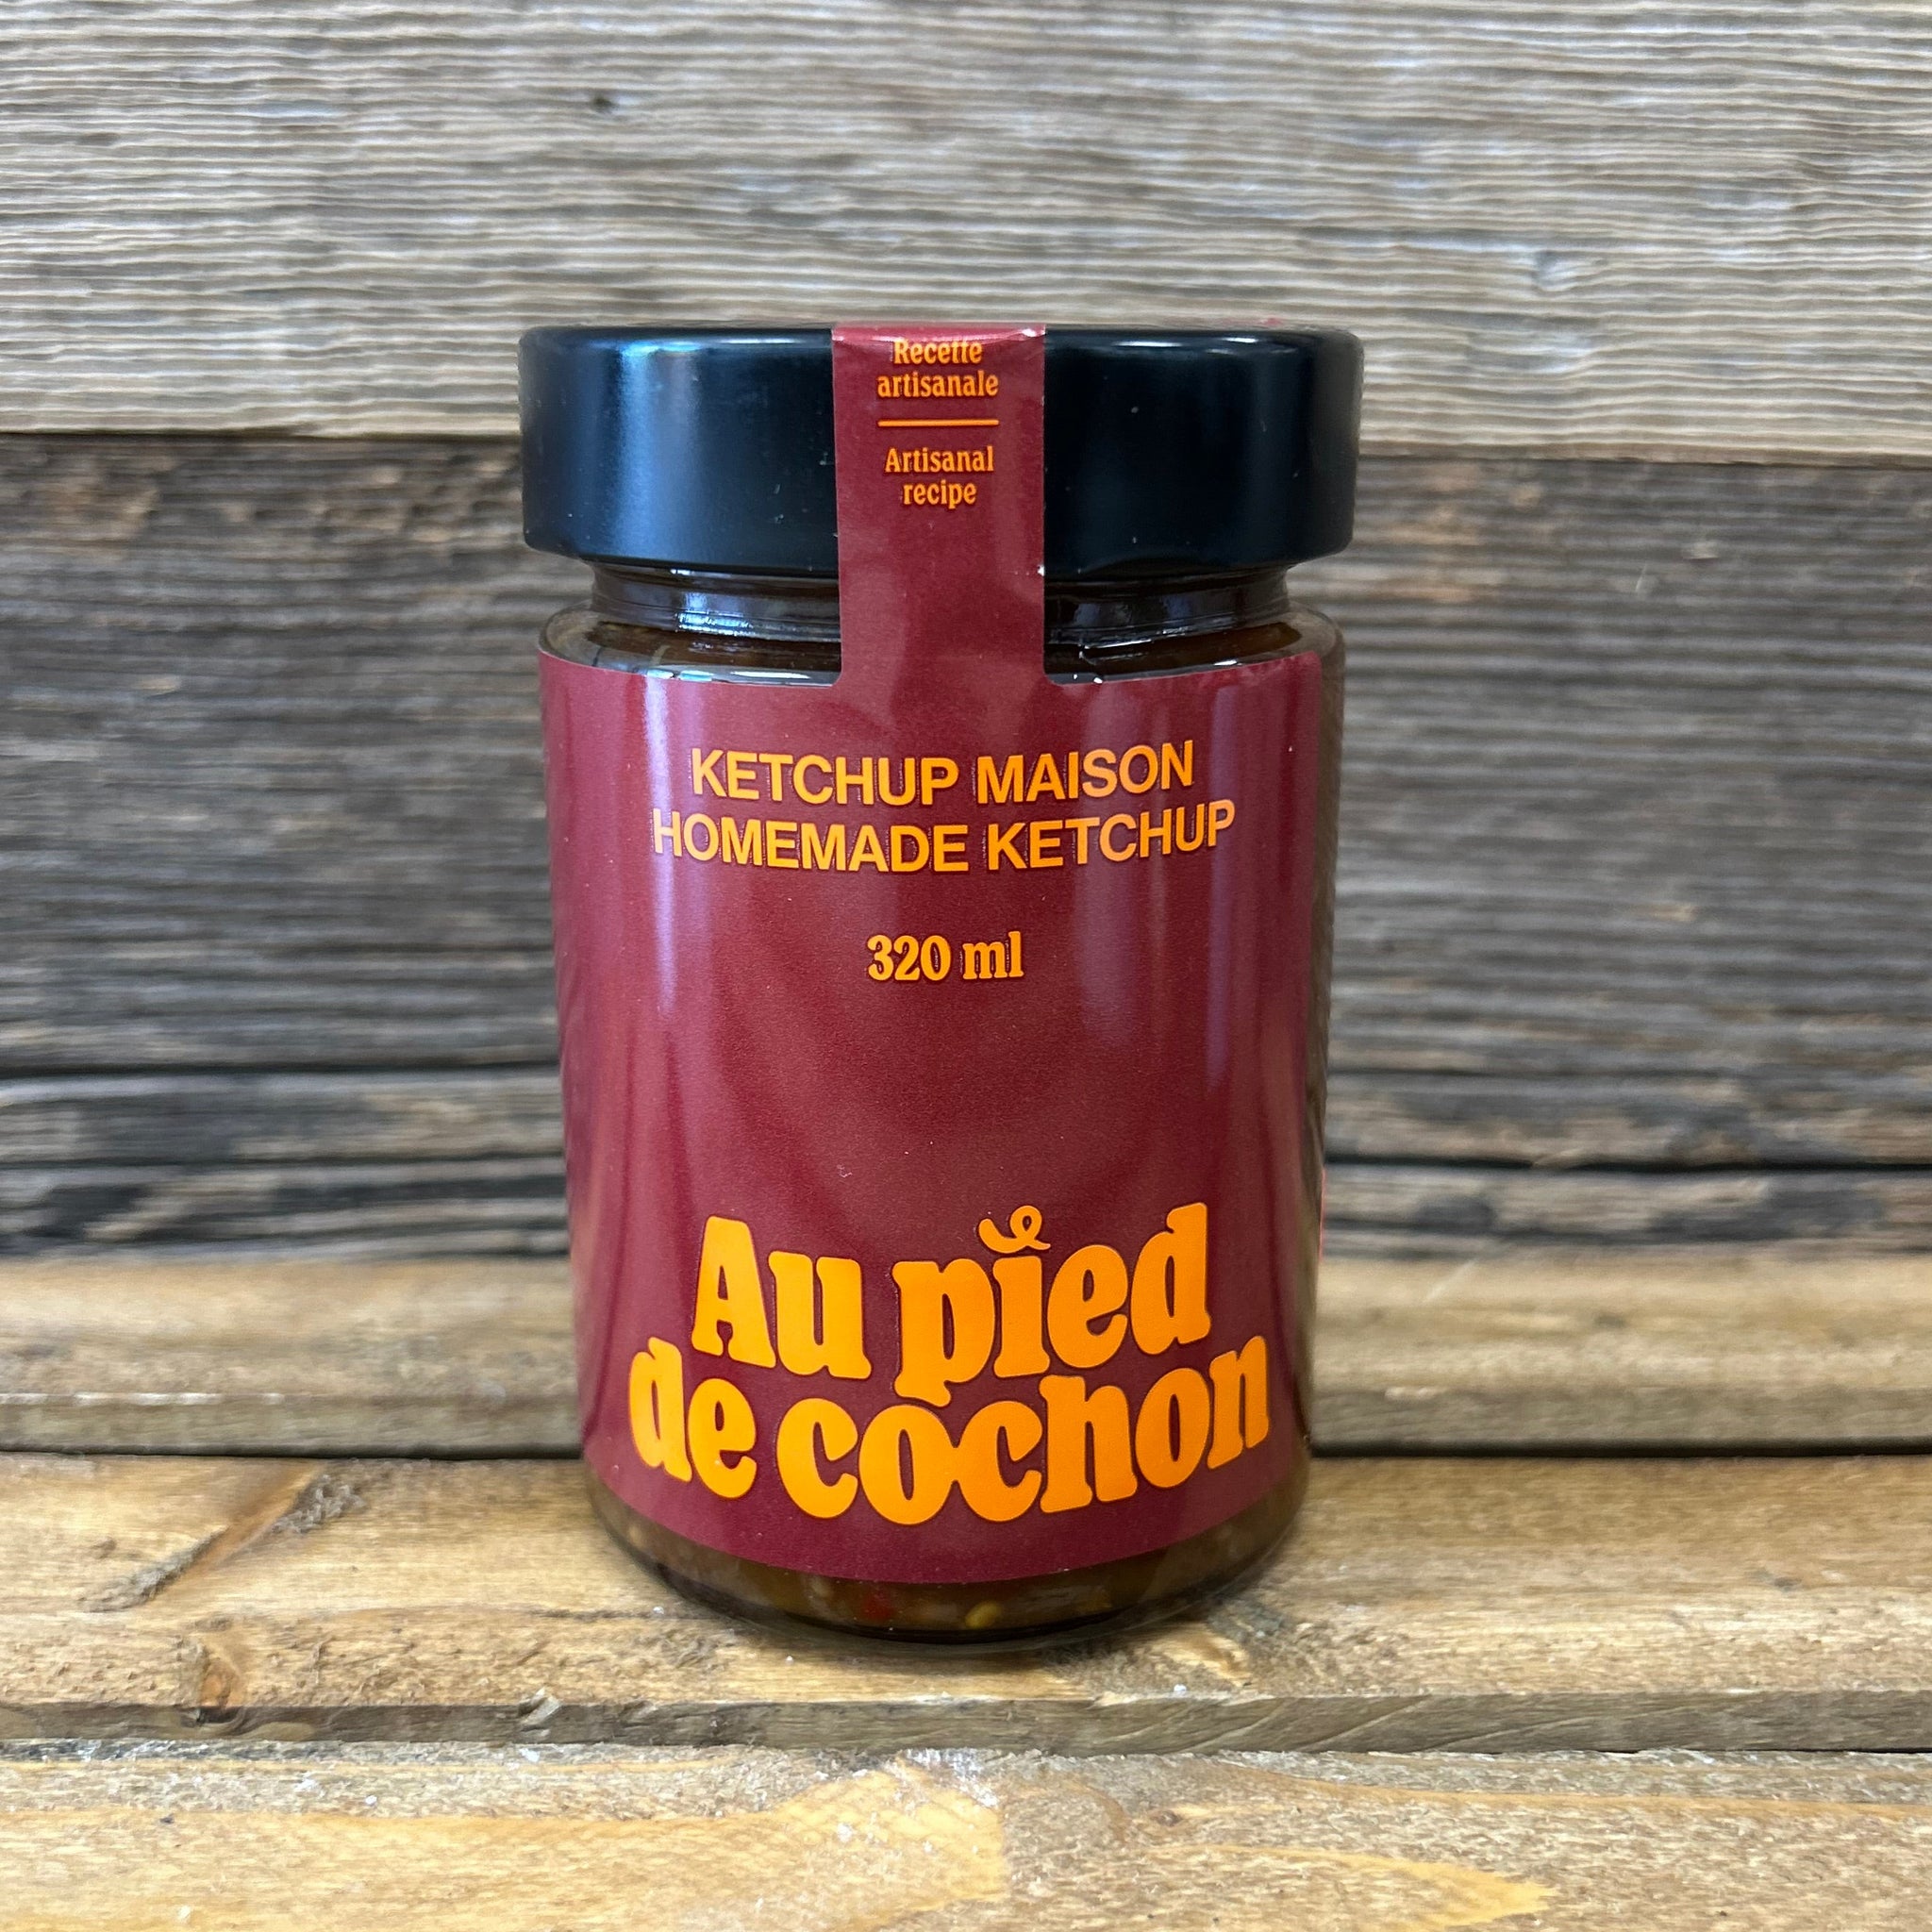 Recette
artisanale
Artisanal
recipe
KETCHUP MAISON
HOMEMADE KETCHUP
320 ml
Au pied
de cochon